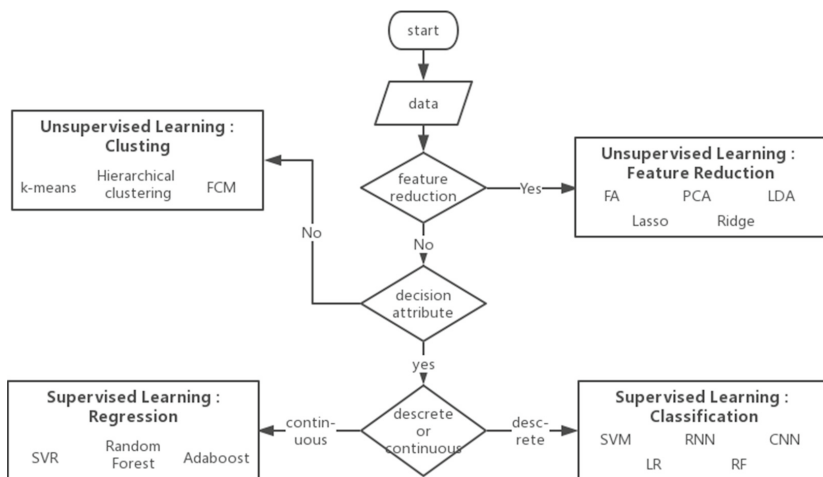 start
data
Unsupervised Learning :
Clusting
k-means
Hierarchical
clustering
FCM
feature
reduction
Yes
Unsupervised Learning :
Feature Reduction
FA PCA LDA
Lasso Ridge
No
No
decision
attribute
yes
Supervised Learning :
Regression
SVR
Random
Forest
Adaboost
contin-
uous
descrete
or
continuous
desc-
rete
Supervised Learning :
Classification
SVM RNN CNN
LR RF